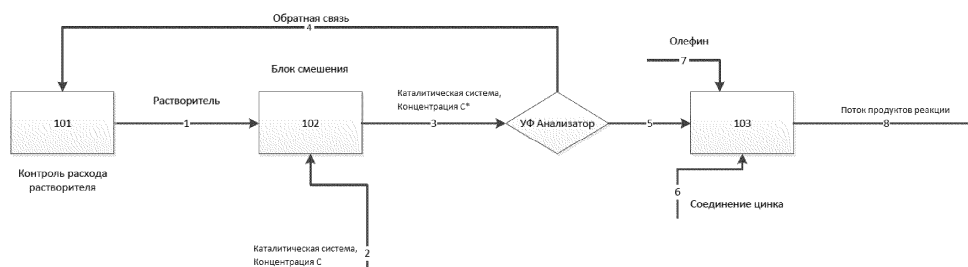 Обратная связь
4
Олефин
7
Блок смешения
Каталитическая система,
Концентрация С*
Растворитель
101
1
102
3
УФ Анализатор
5
103
Поток продуктов реакции
8
Контроль расхода
растворителя
6
Соединение цинка
Каталитическая система,
Концентрация С
2